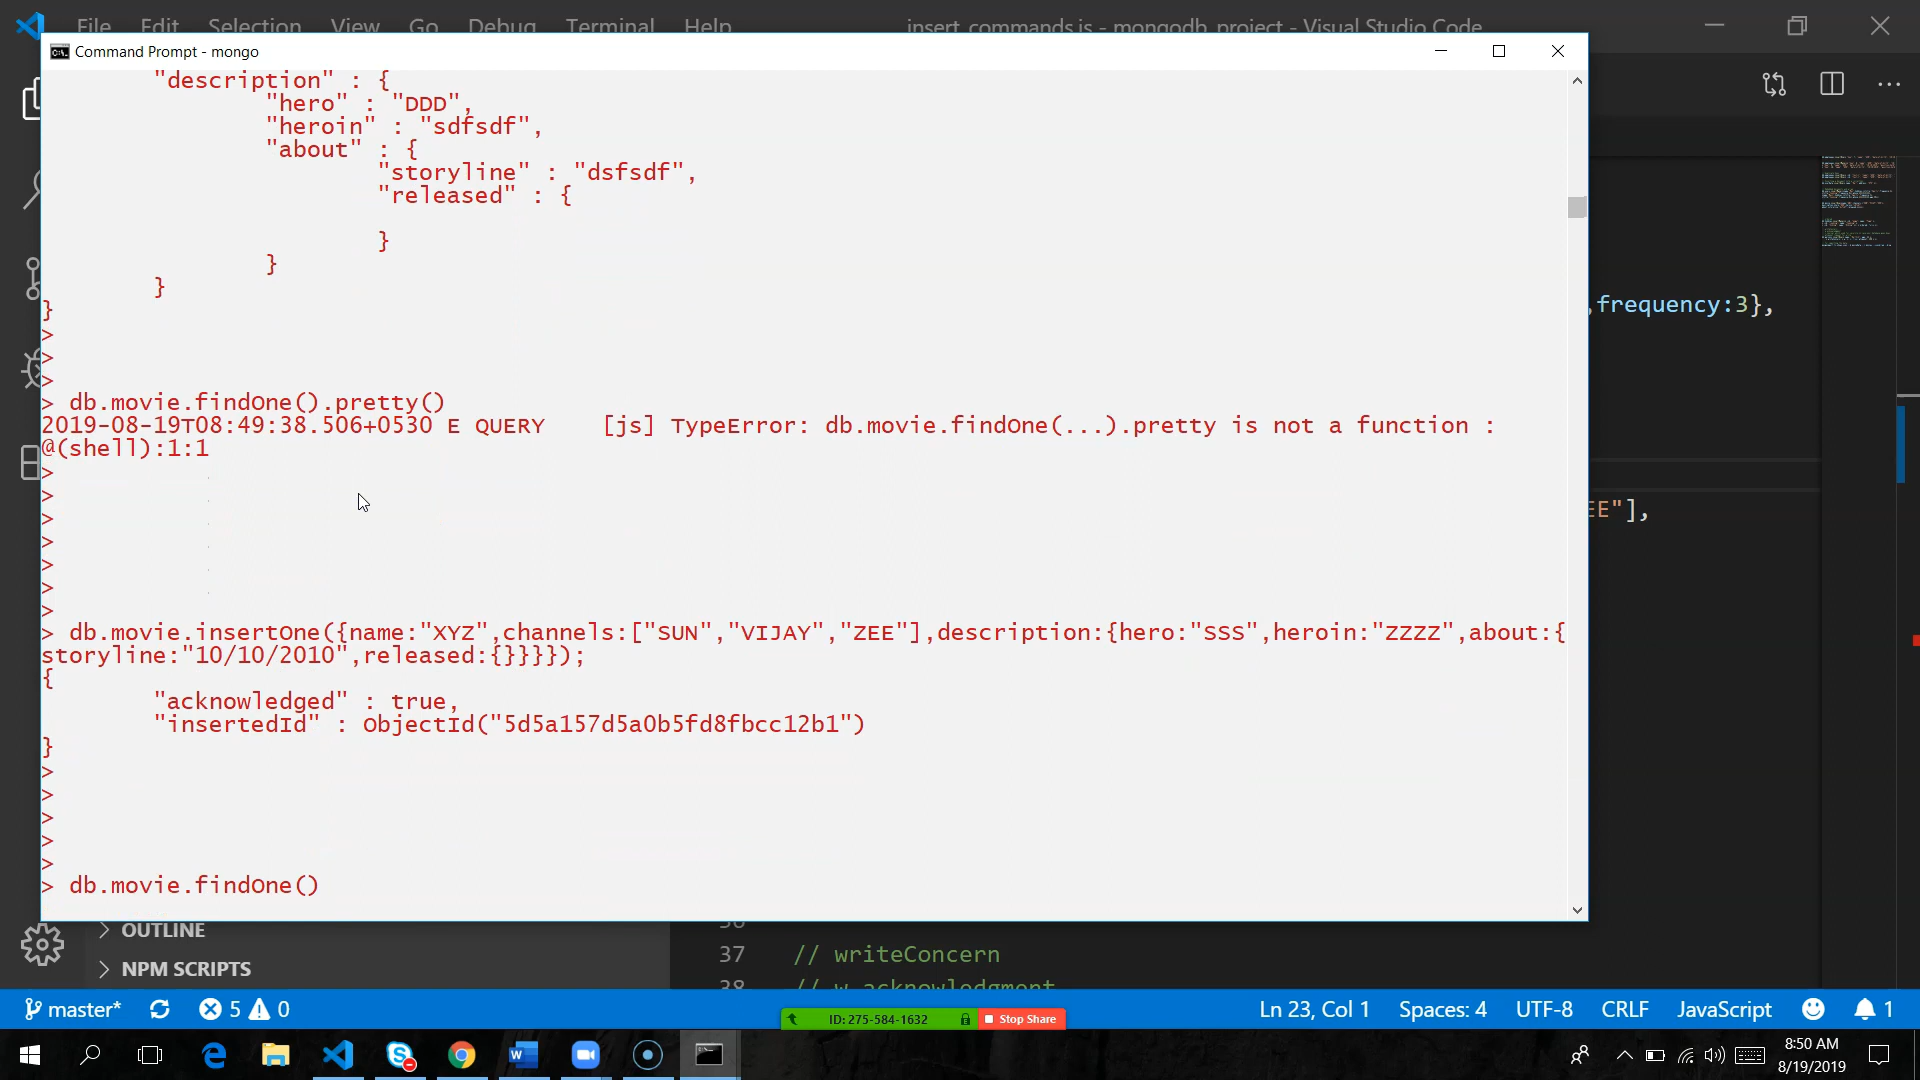 File Edit Selection View Go Debug Terminal Help insert_commands.js - mongodb_project - Visual Studio Code
Command Prompt - mongo
"description" : {
"hero" : "DDD",
"heroin" : "sdfsdf",
"about" : {
"storyline" : "dsfsdf",
"released" : {
}
}
}
}
>
>
>
> db.movie.findOne().pretty()
2019-08-19T08:49:38.506+0530 E QUERY [js] TypeError: db.movie.findOne(...).pretty is not a function :
@(shell):1:1
>
>
>
>
>
>
>
> db.movie.insertOne({name:"XYZ",channels:["SUN","VIJAY","ZEE"],description:{hero:"SSS",heroin:"ZZZZ",about:{
storyline:"10/10/2010",released:{}}}});
{
"acknowledged" : true,
"insertedId" : ObjectId("5d5a157d5a0b5fd8fbcc12b1")
}
>
>
>
>
>
> db.movie.findOne()
,frequency:3},
EE"],
OUTLINE
NPM SCRIPTS
36
37 // writeConcern
38 // w acknowledgment
master* 5 0 Ln 23, Col 1 Spaces: 4 UTF-8 CRLF JavaScript 1
ID: 275-584-1632 Stop Share
8:50 AM
8/19/2019